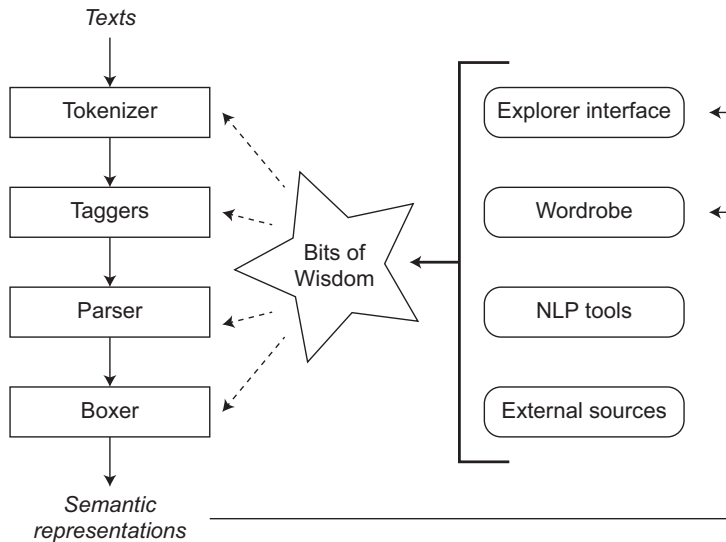 Texts
Tokenizer
Taggers
Parser
Boxer
Semantic
representations
Bits of
Wisdom
Explorer interface
Wordrobe
NLP tools
External sources